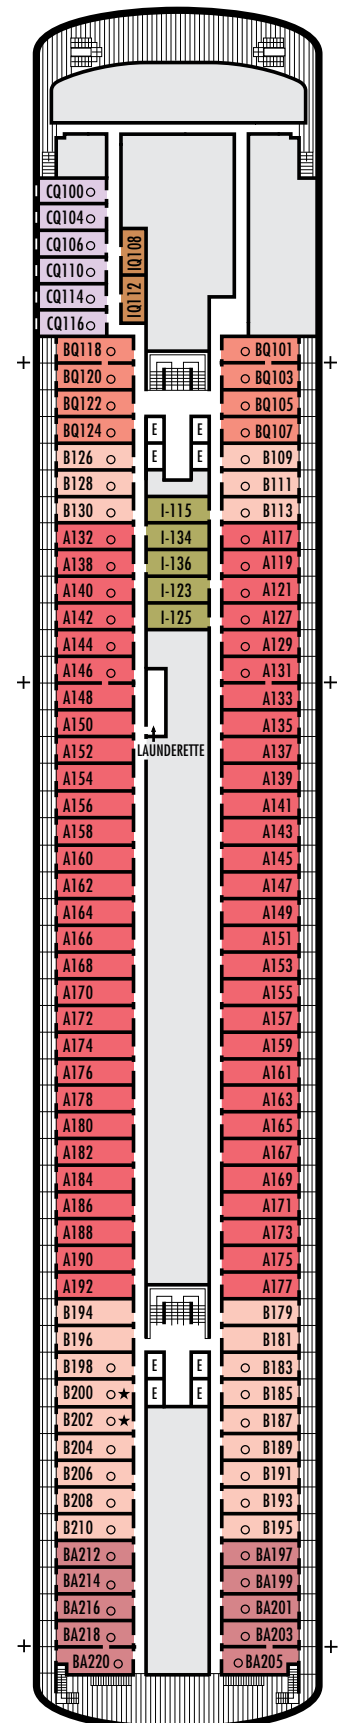 CQ100
CQ104
CQ106
IQ108
CQ110
IQ112
CQ114
CQ116
BQ118 BQ101
BQ120 BQ103
BQ122 BQ105
BQ124 E E BQ107
B126 E E B109
B128 B111
B130 I-115 B113
A132 I-134 A117
A138 I-136 A119
A140 I-123 A121
A142 I-125 A127
A144 A129
A146 A131
A148 A133
A150 A135
A152 LAUNDERETTE A137
A154 A139
A156 A141
A158 A143
A160 A145
A162 A147
A164 A149
A166 A151
A168 A153
A170 A155
A172 A157
A174 A159
A176 A161
A178 A163
A180 A165
A182 A167
A184 A169
A186 A171
A188 A173
A190 A175
A192 A177
B194 B179
B196 B181
B198 E E B183
B200 ★ E E B185
B202 ★ B187
B204 B189
B206 B191
B208 B193
B210 B195
BA212 BA197
BA214 BA199
BA216 BA201
BA218 BA203
BA220 BA205